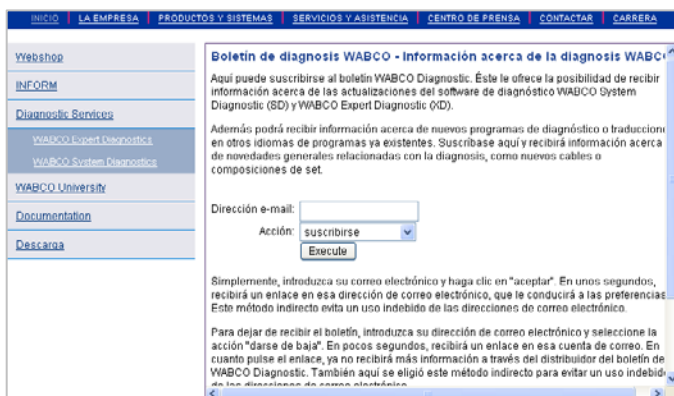 INICIO LA EMPRESA PRODUCTOS Y SISTEMAS SERVICIOS Y ASISTENCIA CENTRO DE PRENSA CONTACTAR CARRERA
Webshop
INFORM
Diagnostic Services
WABCO Expert Diagnostics
WABCO System Diagnostics
WABCO University
Documentation
Descarga
Boletín de diagnosis WABCO - Información acerca de la diagnosis WABC
Aquí puede suscribirse al boletín WABCO Diagnostic. Éste le ofrece la posibilidad de recibir
información acerca de las actualizaciones del software de diagnóstico WABCO System
Diagnostic (SD) y WABCO Expert Diagnostic (XD).
Además podrá recibir información acerca de nuevos programas de diagnóstico o traduccione
en otros idiomas de programas ya existentes. Suscríbase aquí y recibirá información acerca
de novedades generales relacionadas con la diagnosis, como nuevos cables o
composiciones de set.
Dirección e-mail:
Acción: suscribirse
Execute
Simplemente, introduzca su correo electrónico y haga clic en "aceptar". En unos segundos,
recibirá un enlace en esa dirección de correo electrónico, que le conducirá a las preferencias
Este método indirecto evita un uso indebido de las direcciones de correo electrónico.
Para dejar de recibir el boletín, introduzca su dirección de correo electrónico y seleccione la
acción "darse de baja". En pocos segundos, recibirá un enlace en esa cuenta de correo. En
cuanto pulse el enlace, ya no recibirá más información a través del distribuidor del boletín de
WABCO Diagnostic. También aquí se eligió este método indirecto para evitar un uso indebid
de las direcciones de correo electrónico